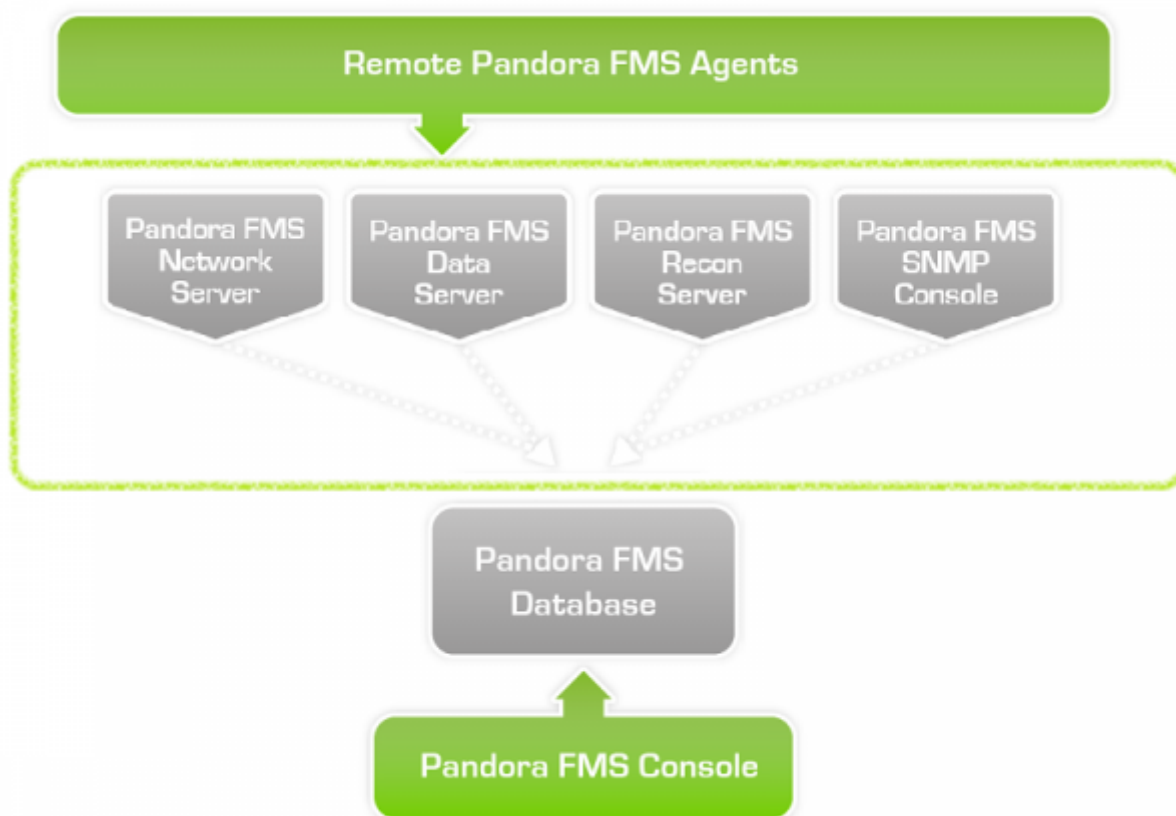 Remote Pandora FMS Agents
Pandora FMS
Network
Server
Pandora FMS
Data
Server
Pandora FMS
Recon
Server
Pandora FMS
SNMP
Console
Pandora FMS
Database
Pandora FMS Console